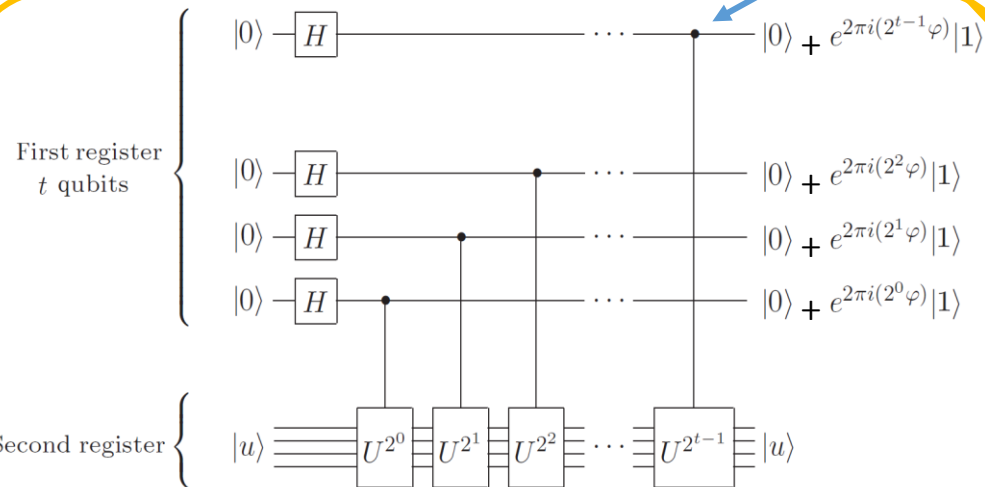 |0⟩ H ··· |0⟩ + e^{2πi(2^{t−1}φ)}|1⟩
First register
t qubits
|0⟩ H ··· |0⟩ + e^{2πi(2^2φ)}|1⟩
|0⟩ H ··· |0⟩ + e^{2πi(2^1φ)}|1⟩
|0⟩ H ··· |0⟩ + e^{2πi(2^0φ)}|1⟩
Second register |u⟩ U^{2^0} U^{2^1} U^{2^2} ··· U^{2^{t−1}} |u⟩